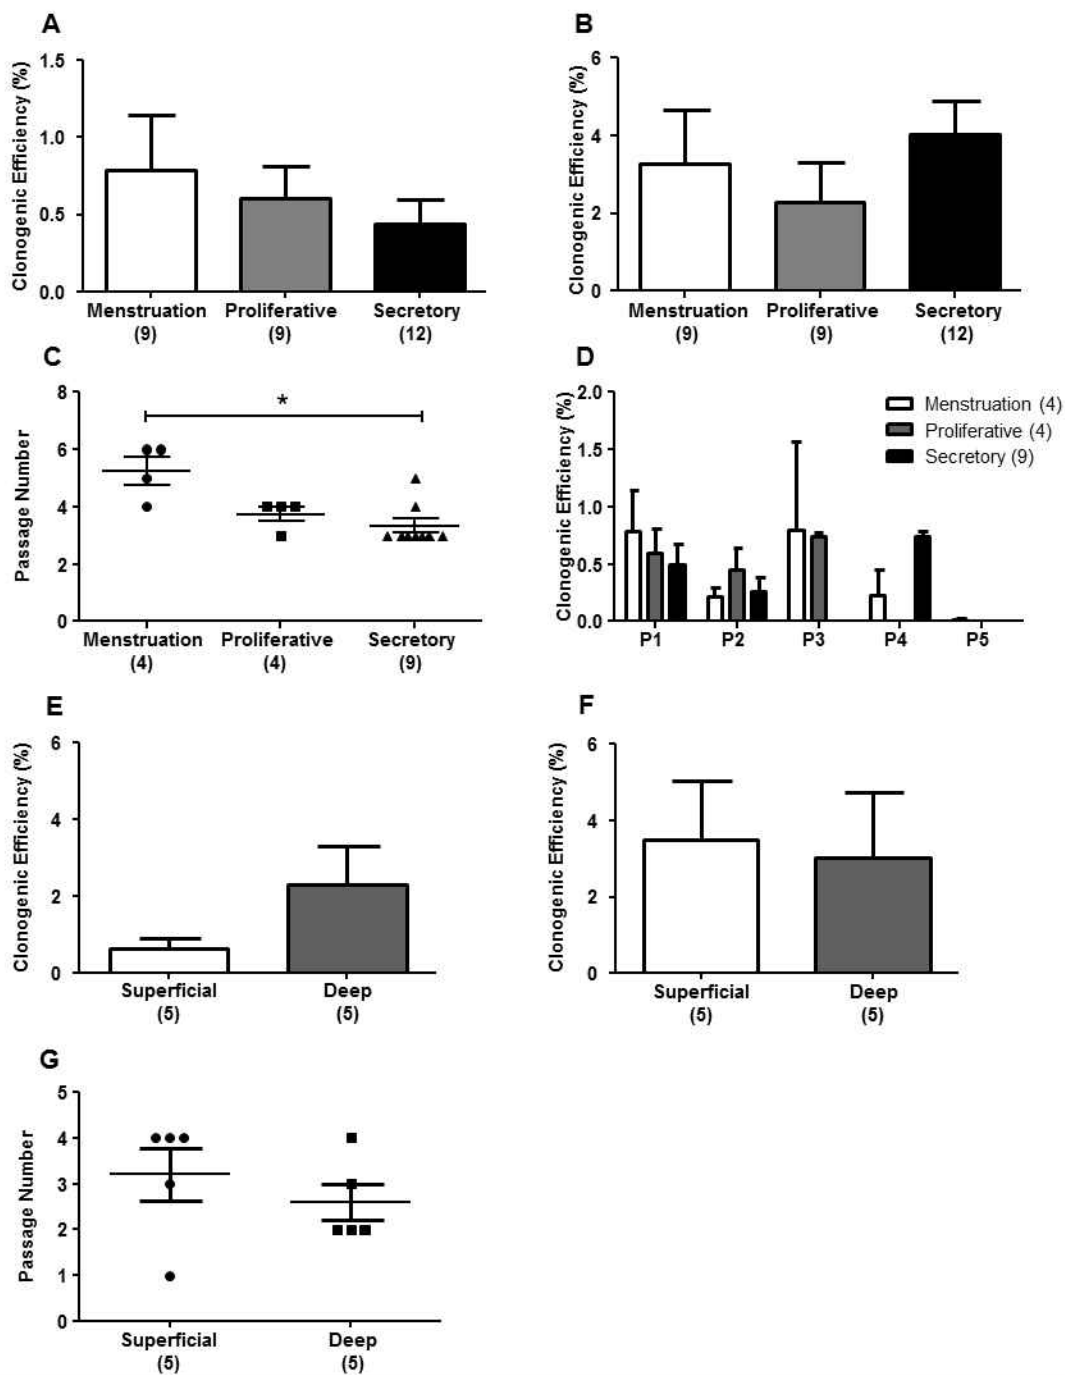 A
Clonogenic Efficiency (%)
1.5
1.0
0.5
0.0
Menstruation Proliferative Secretory
(9) (9) (12)
B
Clonogenic Efficiency (%)
6
4
2
0
Menstruation Proliferative Secretory
(9) (9) (12)
C
Passage Number
8
6
4
2
0
*
Menstruation Proliferative Secretory
(4) (4) (9)
D
Clonogenic Efficiency (%)
2.0
1.5
1.0
0.5
0.0
Menstruation (4)
Proliferative (4)
Secretory (9)
P1 P2 P3 P4 P5
E
Clonogenic Efficiency (%)
6
4
2
0
Superficial Deep
(5) (5)
F
Clonogenic Efficiency (%)
6
4
2
0
Superficial Deep
(5) (5)
G
Passage Number
5
4
3
2
1
0
Superficial Deep
(5) (5)